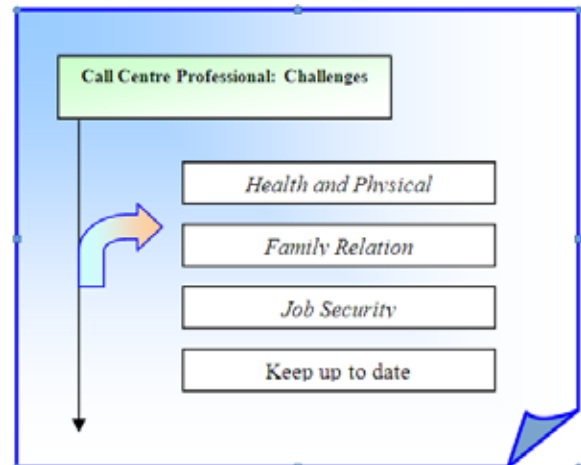 Call Centre Professional: Challenges
Health and Physical
Family Relation
Job Security
Keep up to date